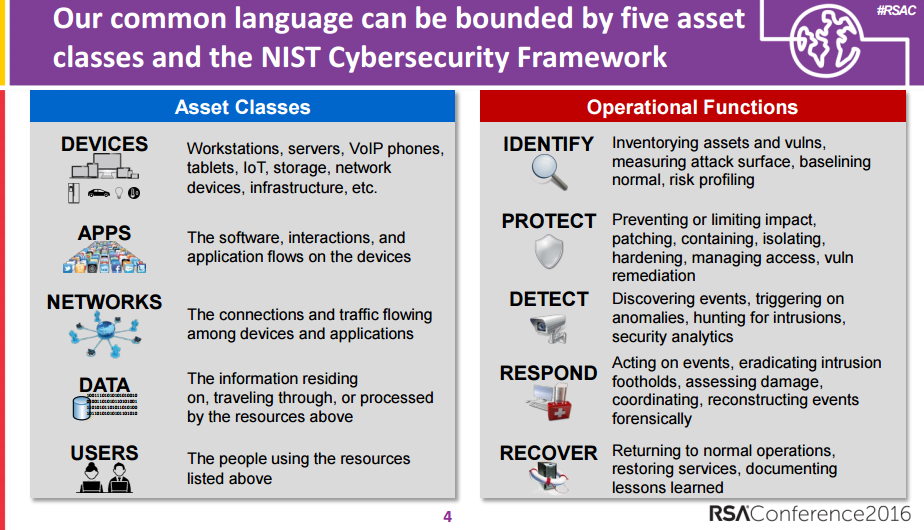 Our common language can be bounded by five asset
classes and the NIST Cybersecurity Framework
#RSAC
Asset Classes
DEVICES
Workstations, servers, VoIP phones,
tablets, IoT, storage, network
devices, infrastructure, etc.
APPS
The software, interactions, and
application flows on the devices
NETWORKS
The connections and traffic flowing
among devices and applications
DATA
The information residing
on, traveling through, or processed
by the resources above
USERS
The people using the resources
listed above
Operational Functions
IDENTIFY
Inventorying assets and vulns,
measuring attack surface, baselining
normal, risk profiling
PROTECT
Preventing or limiting impact,
patching, containing, isolating,
hardening, managing access, vuln
remediation
DETECT
Discovering events, triggering on
anomalies, hunting for intrusions,
security analytics
RESPOND
Acting on events, eradicating intrusion
footholds, assessing damage,
coordinating, reconstructing events
forensically
RECOVER
Returning to normal operations,
restoring services, documenting
lessons learned
4
RSAConference2016